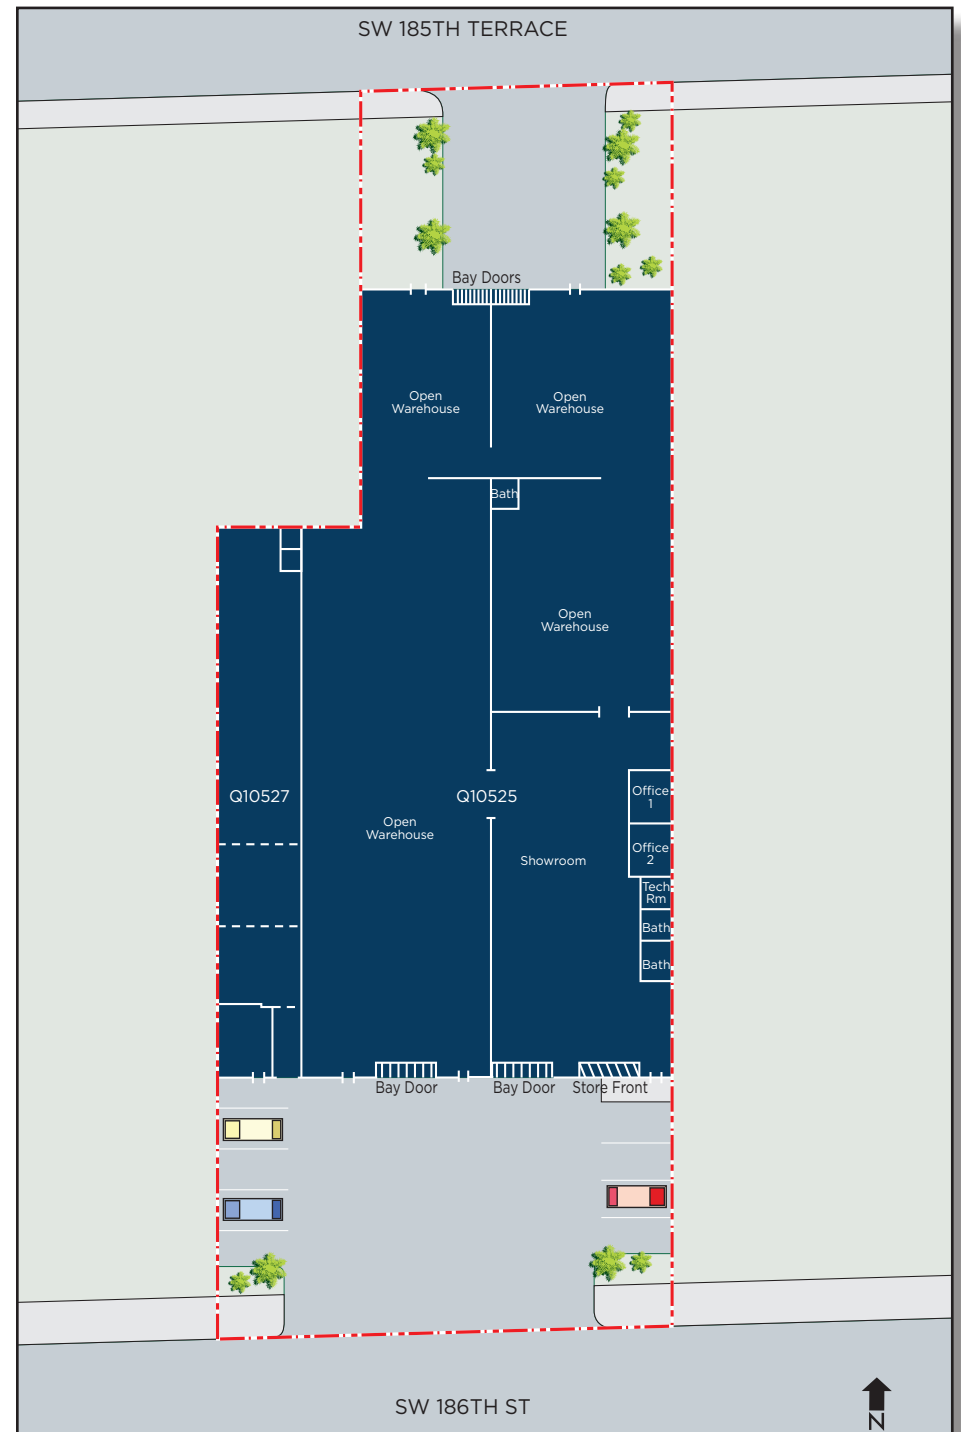 SW 185TH TERRACE
Bay Doors
Open
Warehouse
Open
Warehouse
Bath
Open
Warehouse
Q10527
Q10525
Office
1
Open
Warehouse
Office
2
Showroom
Tech
Rm
Bath
Bath
Bay Door
Bay Door
Store Front
SW 186TH ST
N